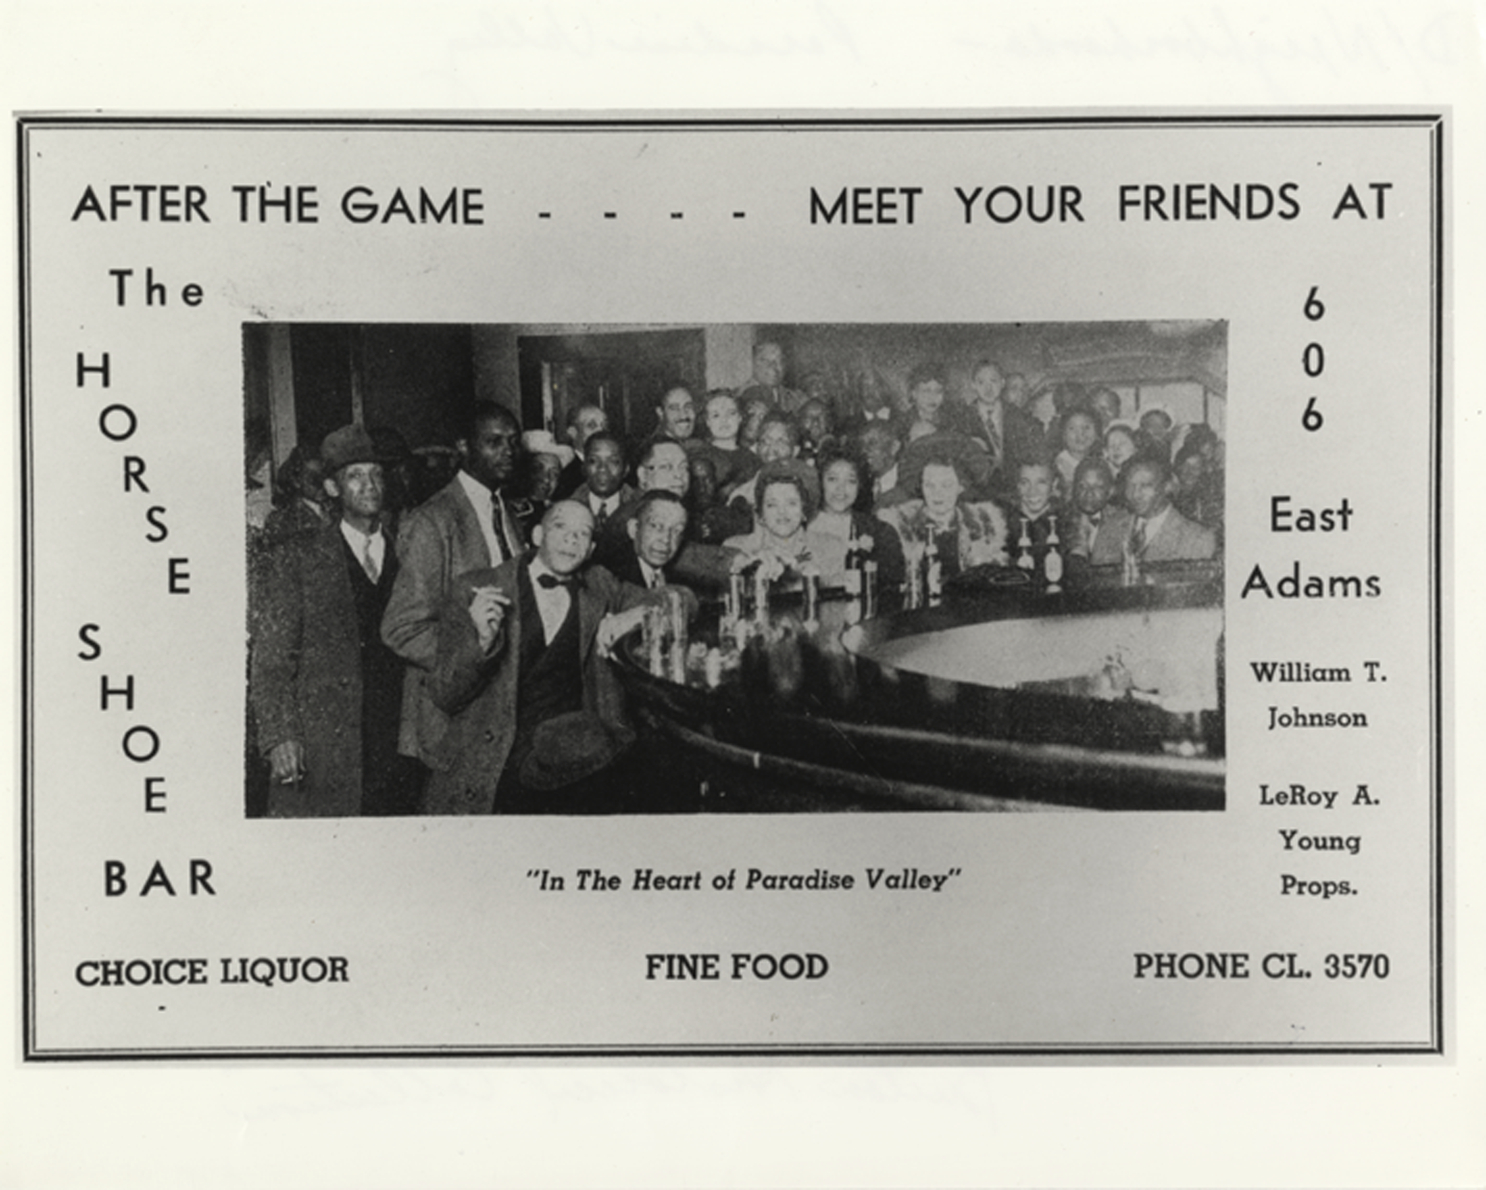 AFTER THE GAME - - - - MEET YOUR FRIENDS AT
The
HORSE
SHOE
BAR
606
East
Adams
William T.
Johnson
LeRoy A.
Young
Props.
"In The Heart of Paradise Valley"
CHOICE LIQUOR FINE FOOD PHONE CL. 3570